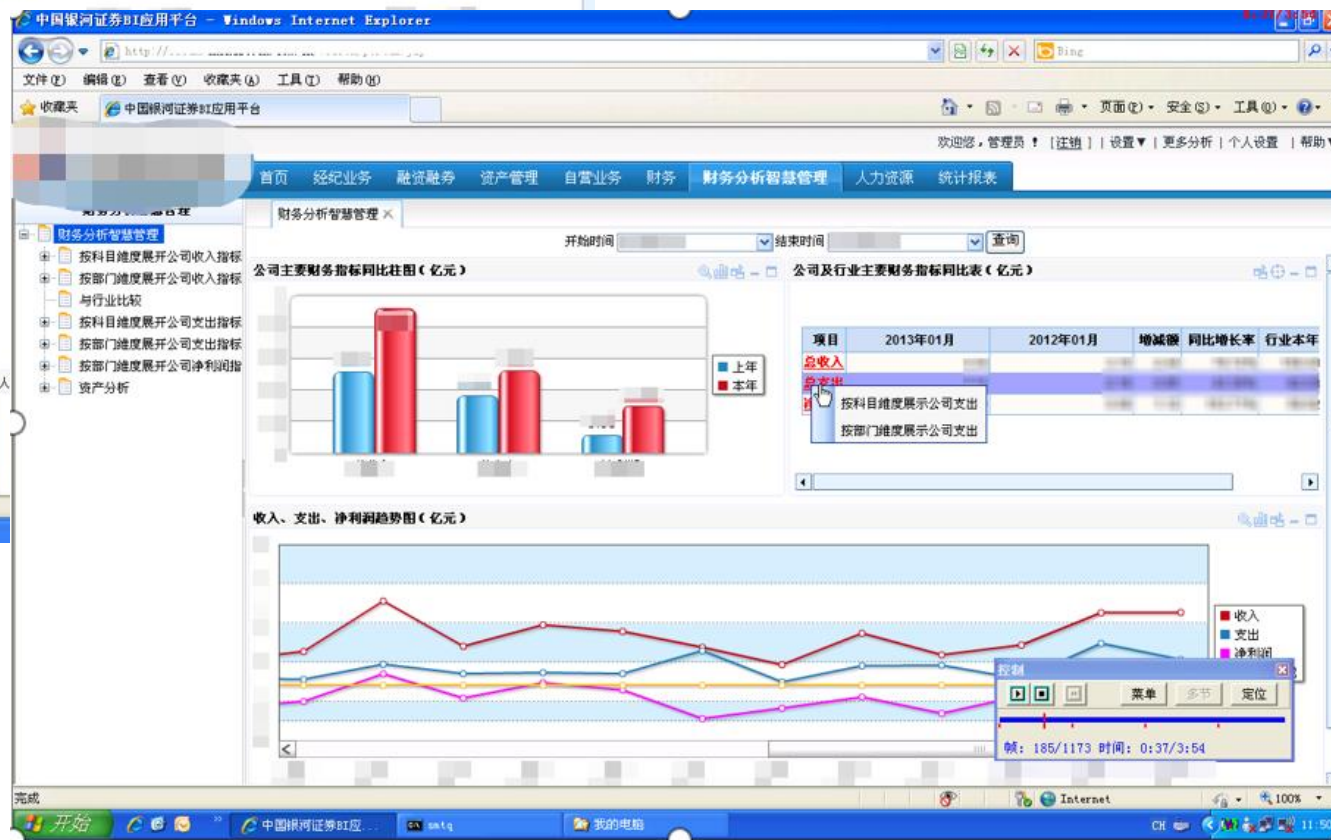 中国银河证券BI应用平台 - Windows Internet Explorer
http://
Bing
文件(F) 编辑(E) 查看(V) 收藏夹(A) 工具(T) 帮助(H)
收藏夹 中国银河证券BI应用平台
页面(P) 安全(S) 工具(O)
欢迎您，管理员！ [注销] | 设置▼ | 更多分析 | 个人设置 | 帮助
首页 经纪业务 融资融券 资产管理 自营业务 财务 财务分析智慧管理 人力资源 统计报表
财务分析智慧管理
财务分析智慧管理
按科目维度展开公司收入指标
按部门维度展开公司收入指标
与行业比较
按科目维度展开公司支出指标
按部门维度展开公司支出指标
按部门维度展开公司净利润指
资产分析
开始时间 结束时间 查询
公司主要财务指标同比柱图(亿元)
上年
本年
公司及行业主要财务指标同比表(亿元)
项目 2013年01月 2012年01月 增减额 同比增长率 行业本年
总收入
总支出
按科目维度展示公司支出
按部门维度展示公司支出
收入、支出、净利润趋势图(亿元)
收入
支出
净利润
控制
菜单 多节 定位
帧: 185/1173 时间: 0:37/3:54
完成 Internet 100%
开始 中国银河证券BI应... smtq 我的电脑 CH 11:50